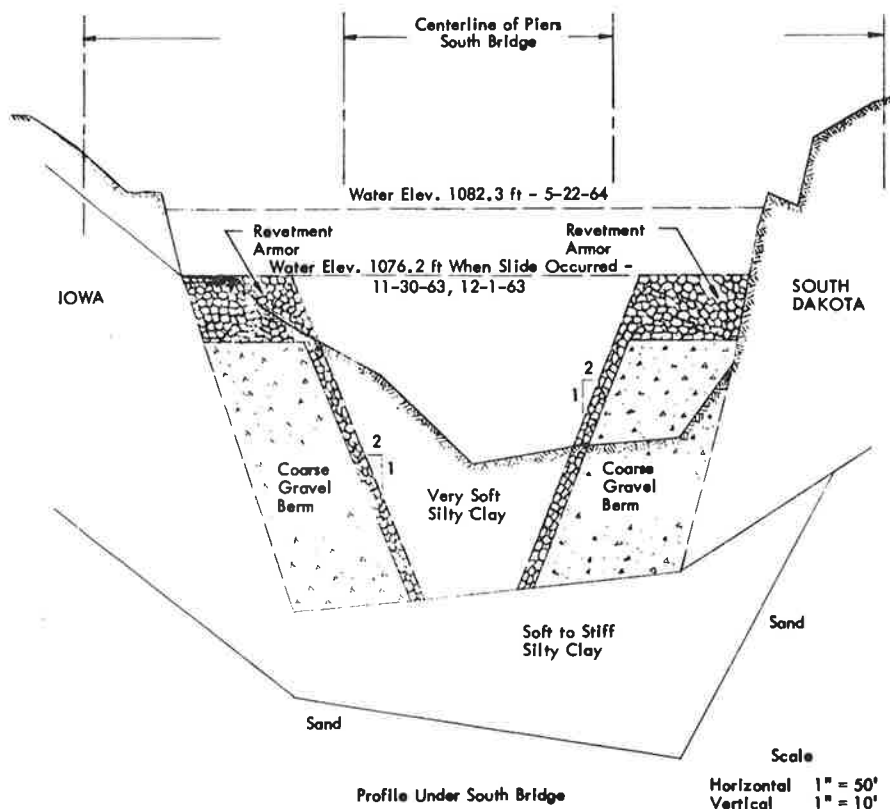 Centerline of Piers
South Bridge
Water Elev. 1082.3 ft - 5-22-64
Revetment
Armor
Revetment
Armor
Water Elev. 1076.2 ft When Slide Occurred -
11-30-63, 12-1-63
IOWA
SOUTH
DAKOTA
2
1
2
1
Coarse
Gravel
Berm
Very Soft
Silty Clay
Coarse
Gravel
Berm
Soft to Stiff
Silty Clay
Sand
Sand
Scale
Profile Under South Bridge
Horizontal 1" = 50'
Vertical 1" = 10'